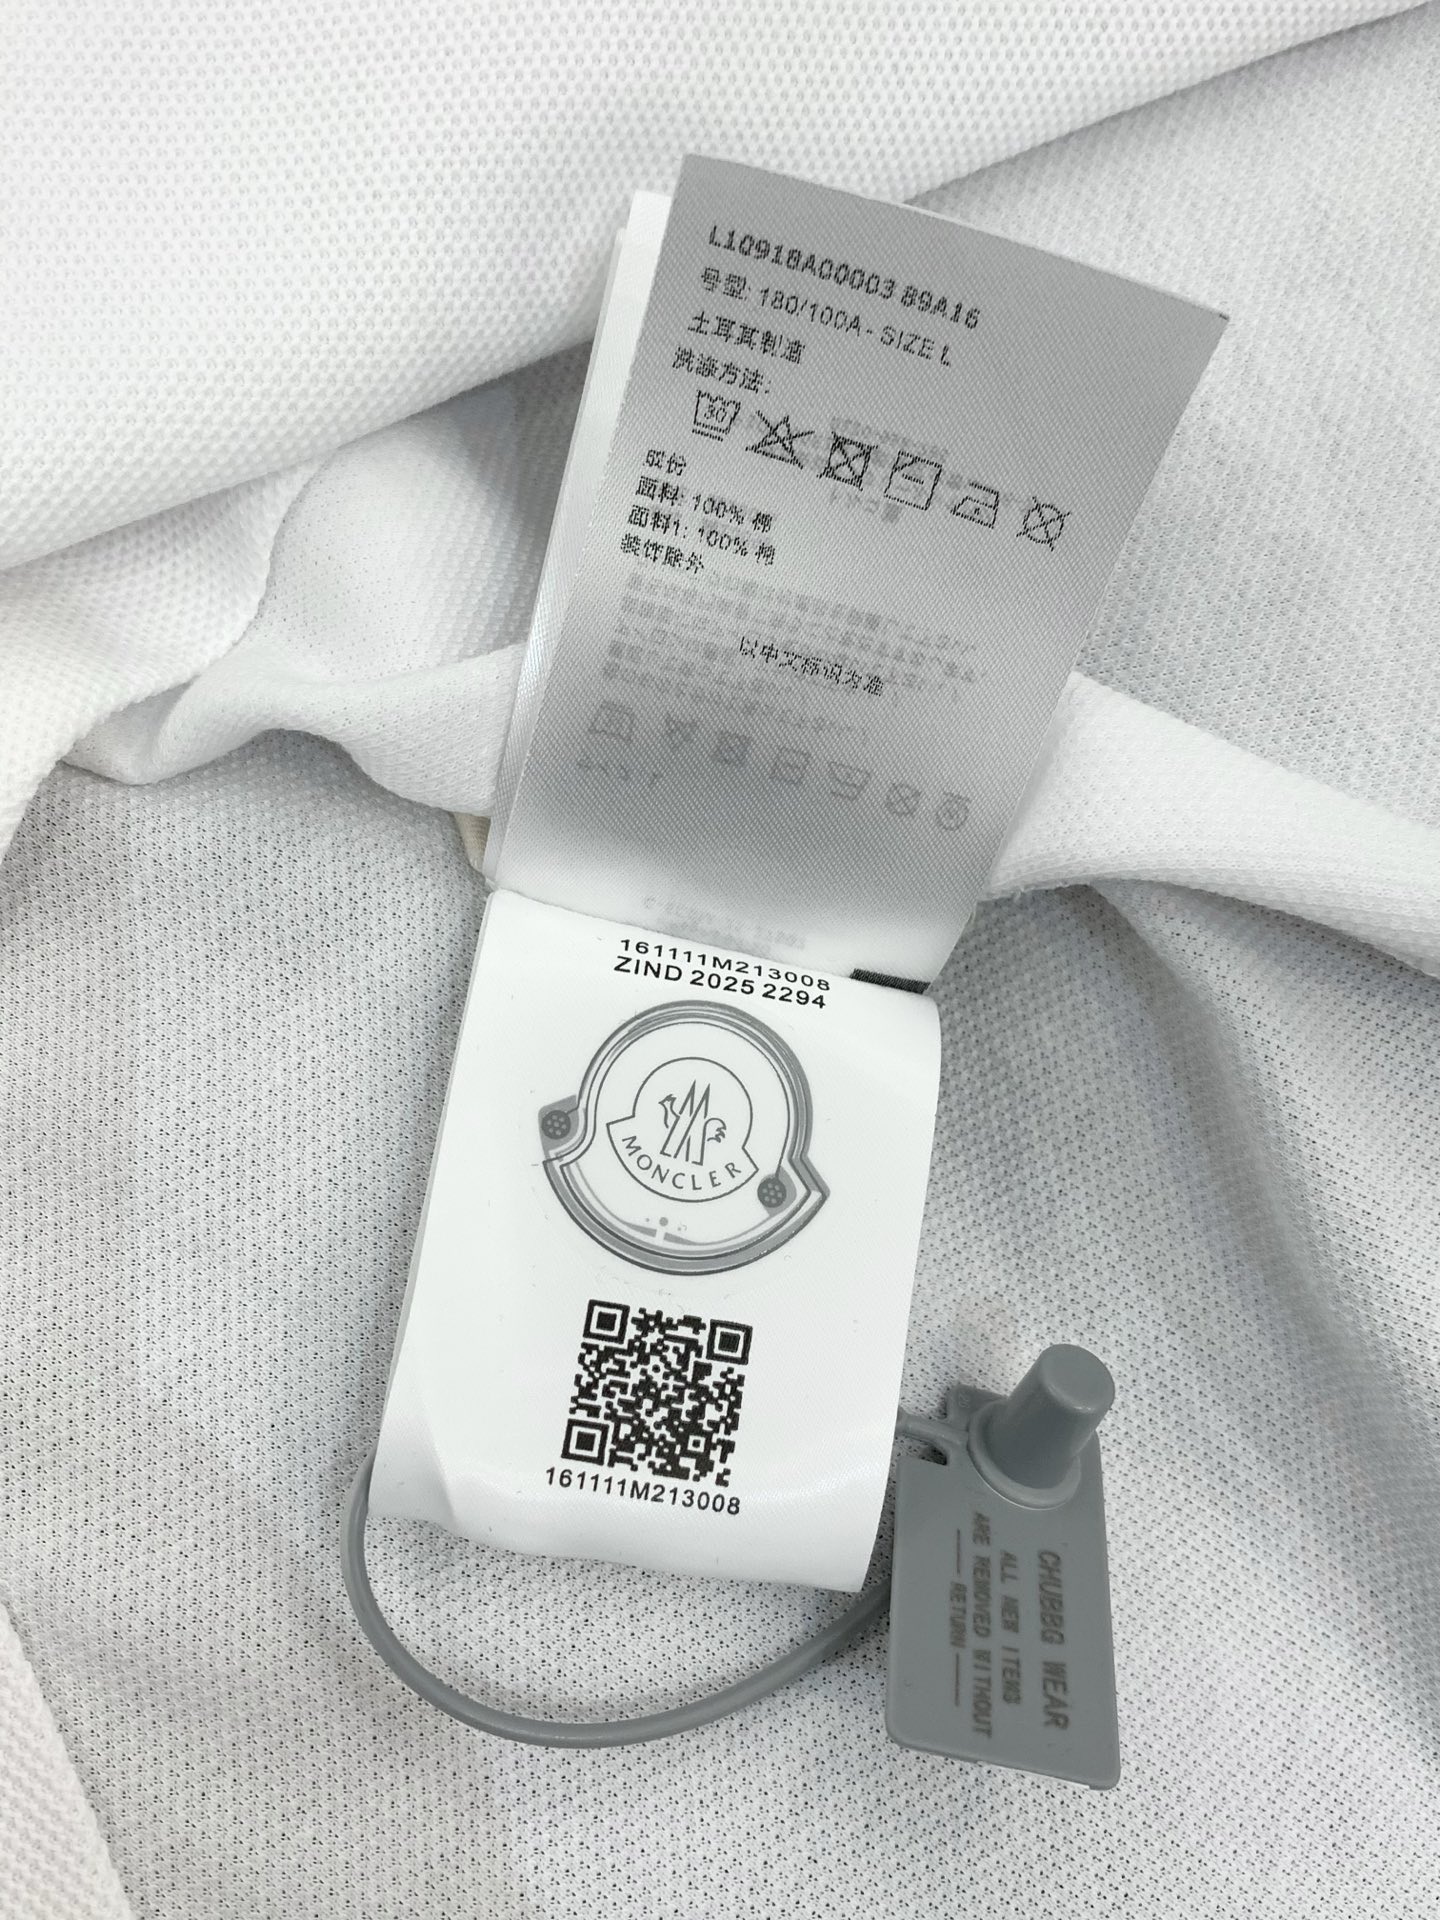 L10918A00003 89A16
号型: 180/100A - SIZE L
土耳其制造
洗涤方法:
30
成份
面料: 100% 棉
面料1: 100% 棉
装饰除外
以中文标识为准
161111M213008
ZIND 2025 2294
MONCLER
161111M213008
CHUBBG WEAR
ALL NEW ITEMS
ARE REMOVED WITHOUT
RETURN